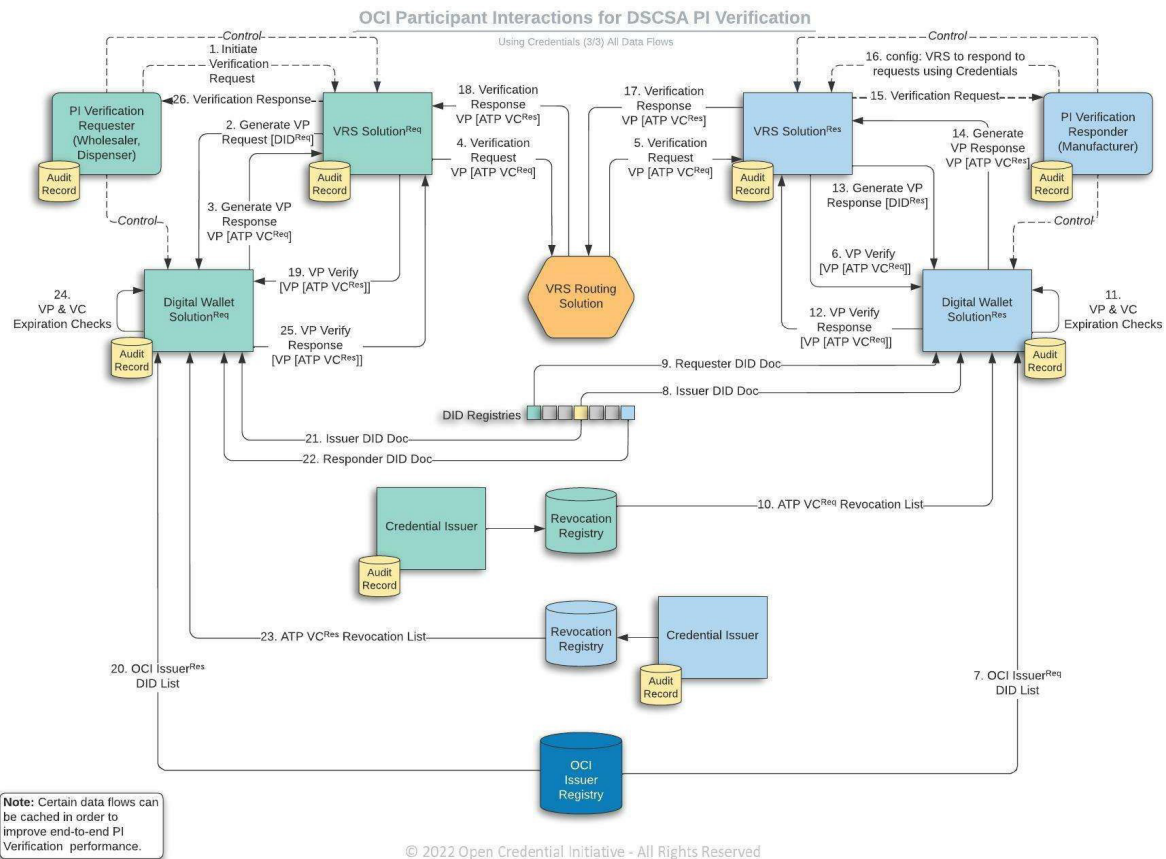 OCI Participant Interactions for DSCSA PI Verification
Using Credentials (3/3) All Data Flows
Control
1. Initiate
Verification
Request
26. Verification Response
PI Verification
Requester
(Wholesaler,
Dispenser)
Audit
Record
VRS Solution^Req
Audit
Record
2. Generate VP
Request [DID^Req]
3. Generate VP
Response
VP [ATP VC^Req]
Control
18. Verification
Response
VP [ATP VC^Res]
4. Verification
Request
VP [ATP VC^Req]
17. Verification
Response
VP [ATP VC^Res]
5. Verification
Request
VP [ATP VC^Req]
Control
16. config: VRS to respond to
requests using Credentials
15. Verification Request
VRS Solution^Res
Audit
Record
PI Verification
Responder
(Manufacturer)
Audit
Record
14. Generate
VP Response
VP [ATP VC^Res]
13. Generate VP
Response [DID^Res]
Control
6. VP Verify
[VP [ATP VC^Req]]
19. VP Verify
[VP [ATP VC^Res]]
24.
VP & VC
Expiration Checks
Digital Wallet
Solution^Req
Audit
Record
25. VP Verify
Response
[VP [ATP VC^Res]]
VRS Routing
Solution
12. VP Verify
Response
[VP [ATP VC^Req]]
Digital Wallet
Solution^Res
Audit
Record
11.
VP & VC
Expiration Checks
9. Requester DID Doc
8. Issuer DID Doc
DID Registries
21. Issuer DID Doc
22. Responder DID Doc
10. ATP VC^Req Revocation List
Credential Issuer
Audit
Record
Revocation
Registry
23. ATP VC^Res Revocation List
Revocation
Registry
Credential Issuer
Audit
Record
20. OCI Issuer^Res
DID List
7. OCI Issuer^Req
DID List
OCI
Issuer
Registry
Note: Certain data flows can
be cached in order to
improve end-to-end PI
Verification performance.
© 2022 Open Credential Initiative - All Rights Reserved